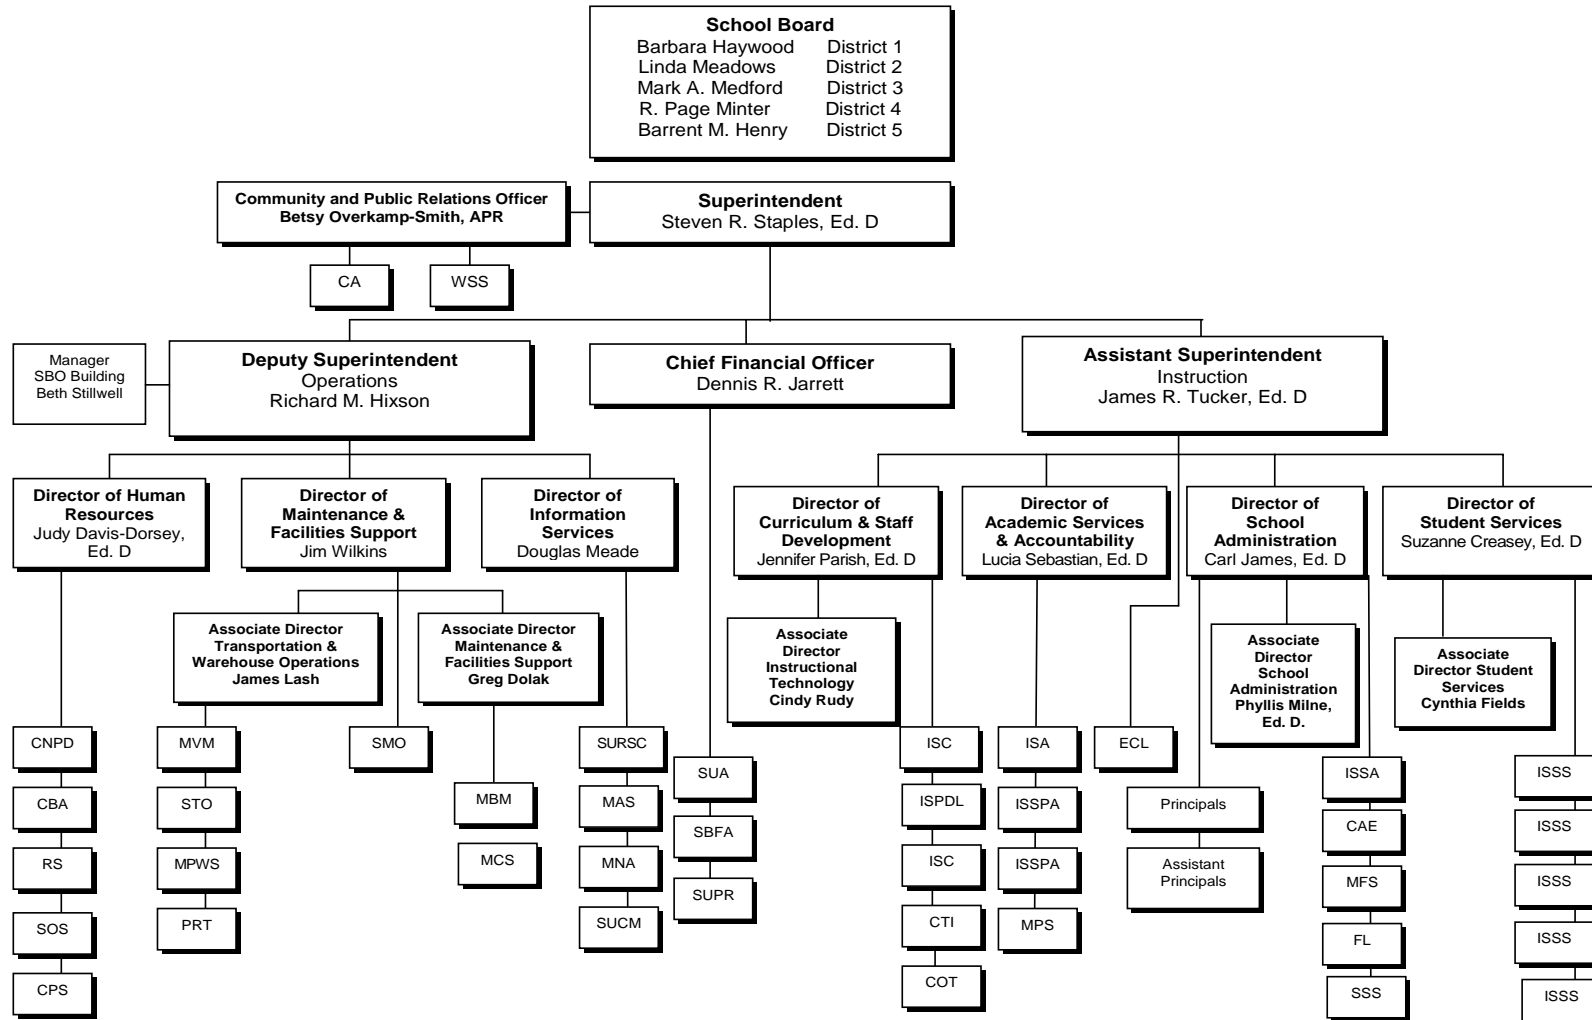 School Board
Barbara Haywood District 1
Linda Meadows District 2
Mark A. Medford District 3
R. Page Minter District 4
Barrent M. Henry District 5
Community and Public Relations Officer
Betsy Overkamp-Smith, APR
Superintendent
Steven R. Staples, Ed. D
CA
WSS
Manager
SBO Building
Beth Stillwell
Deputy Superintendent
Operations
Richard M. Hixson
Chief Financial Officer
Dennis R. Jarrett
Assistant Superintendent
Instruction
James R. Tucker, Ed. D
Director of Human
Resources
Judy Davis-Dorsey,
Ed. D
Director of
Maintenance &
Facilities Support
Jim Wilkins
Director of
Information
Services
Douglas Meade
Director of
Curriculum & Staff
Development
Jennifer Parish, Ed. D
Director of
Academic Services
& Accountability
Lucia Sebastian, Ed. D
Director of
School
Administration
Carl James, Ed. D
Director of
Student Services
Suzanne Creasey, Ed. D
Associate Director
Transportation &
Warehouse Operations
James Lash
Associate Director
Maintenance &
Facilities Support
Greg Dolak
Associate
Director
Instructional
Technology
Cindy Rudy
Associate
Director
School
Administration
Phyllis Milne,
Ed. D.
Associate
Director Student
Services
Cynthia Fields
CNPD
CBA
RS
SOS
CPS
MVM
STO
MPWS
PRT
SMO
MBM
MCS
SURSC
MAS
MNA
SUCM
SUA
SBFA
SUPR
ISC
ISPDL
ISC
CTI
COT
ISA
ISSPA
ISSPA
MPS
ECL
Principals
Assistant
Principals
ISSA
CAE
MFS
FL
SSS
ISSS
ISSS
ISSS
ISSS
ISSS